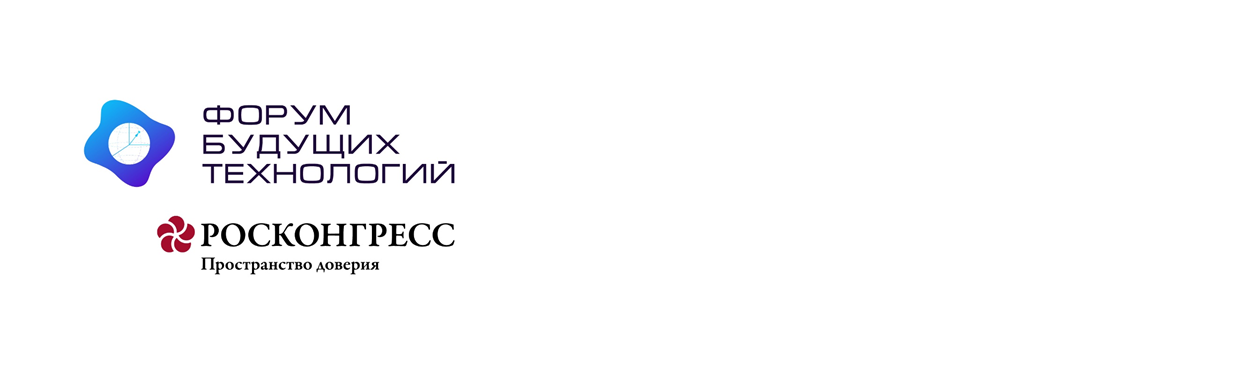 ФОРУМ
БУДУЩИХ
ТЕХНОЛОГИЙ
РОСКОНГРЕСС
Пространство доверия